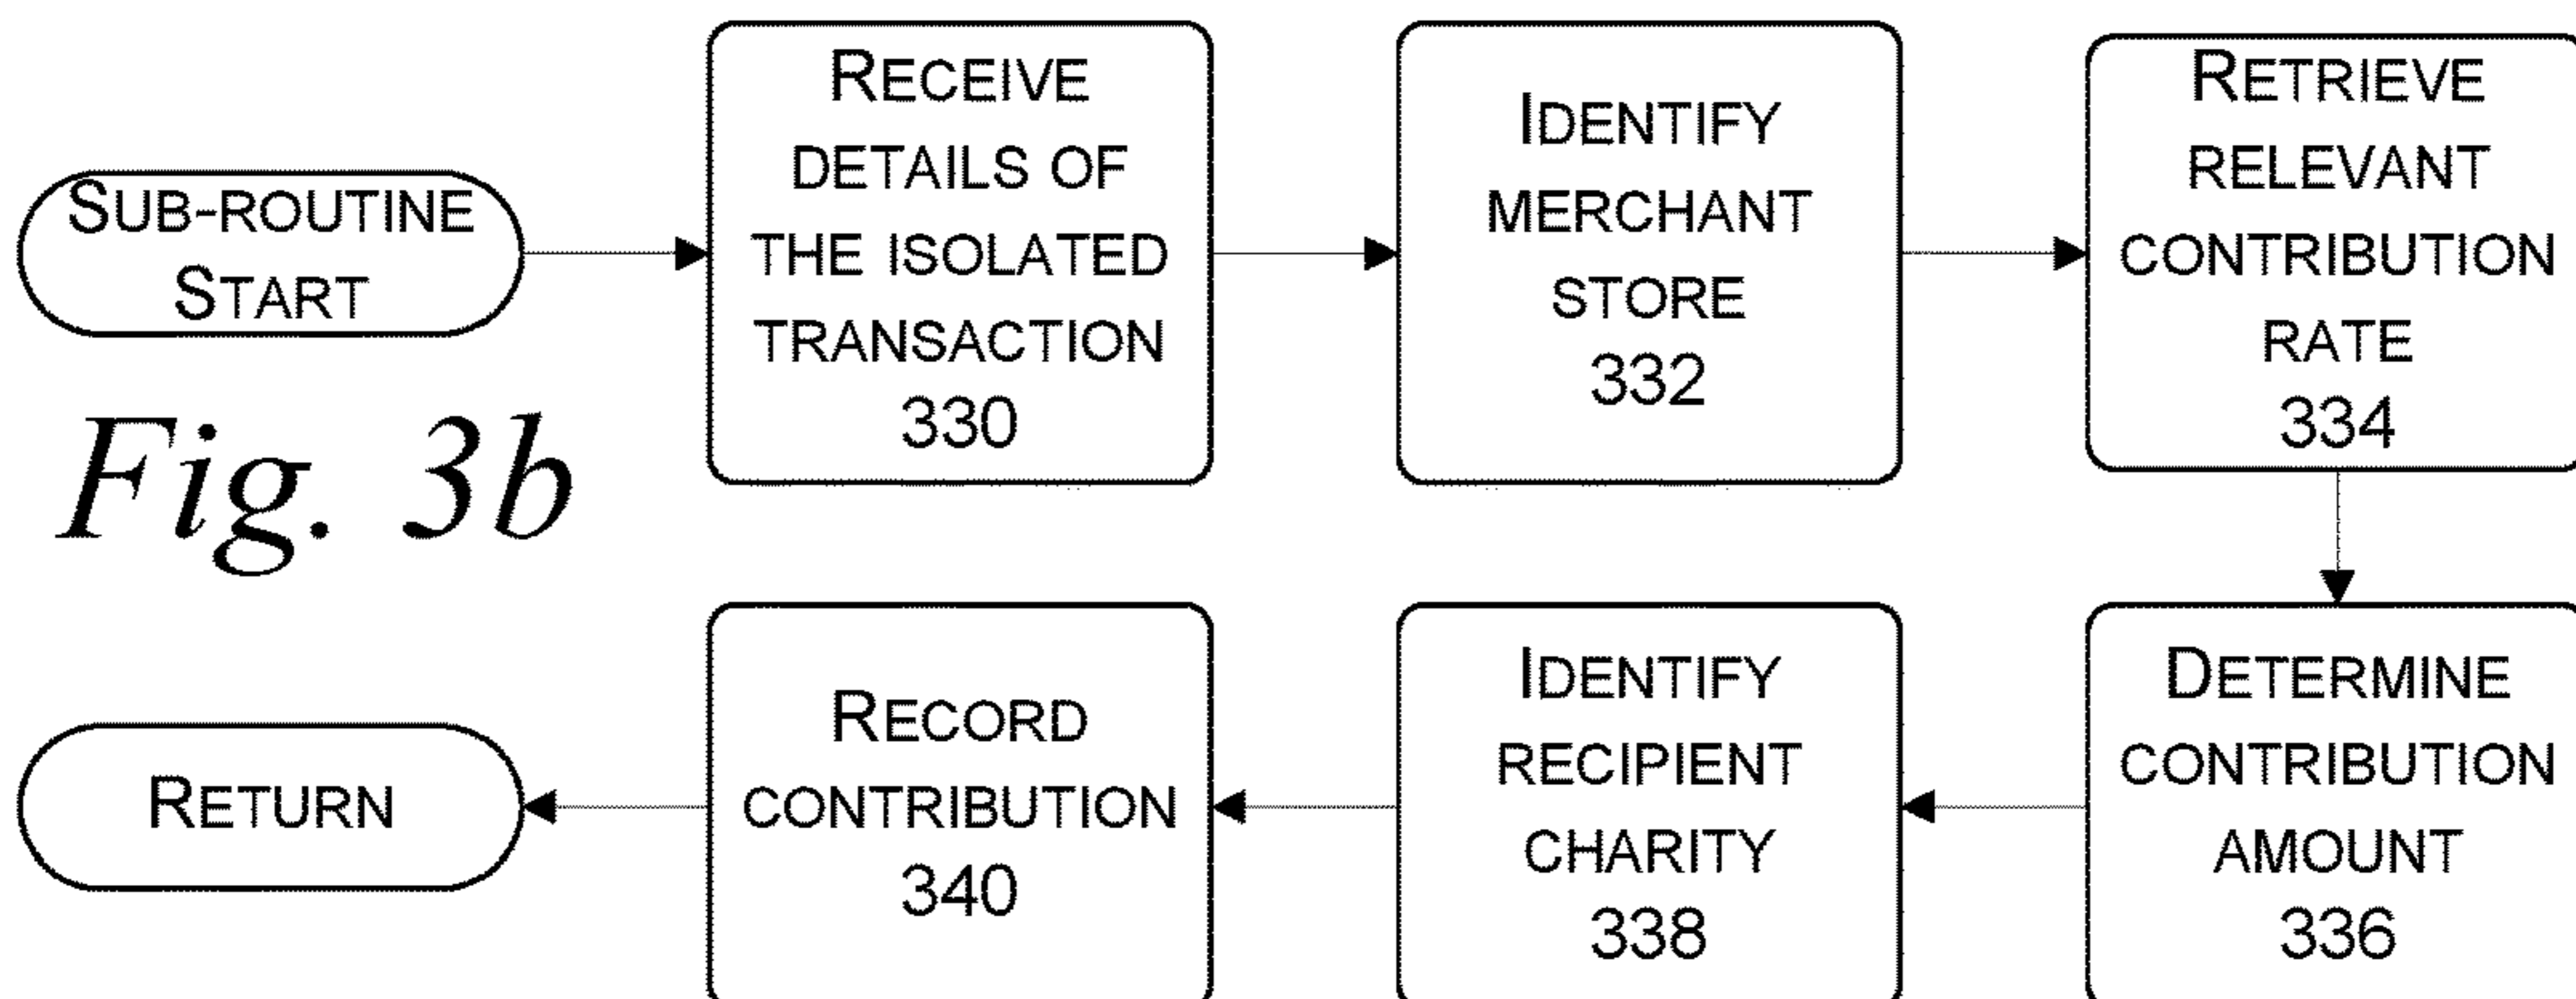 SUB-ROUTINE
START
RECEIVE
DETAILS OF
THE ISOLATED
TRANSACTION
330
IDENTIFY
MERCHANT
STORE
332
RETRIEVE
RELEVANT
CONTRIBUTION
RATE
334
Fig. 3b
DETERMINE
CONTRIBUTION
AMOUNT
336
IDENTIFY
RECIPIENT
CHARITY
338
RECORD
CONTRIBUTION
340
RETURN